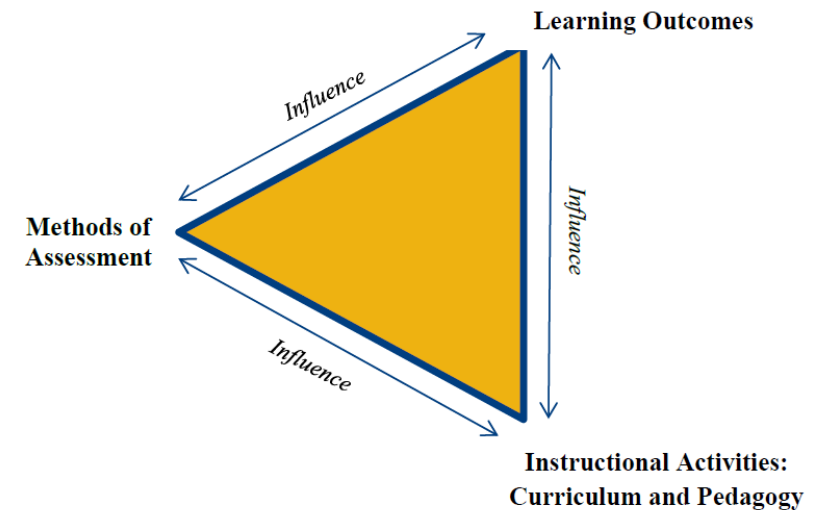 Learning Outcomes
Influence
Influence
Methods of
Assessment
Influence
Instructional Activities:
Curriculum and Pedagogy